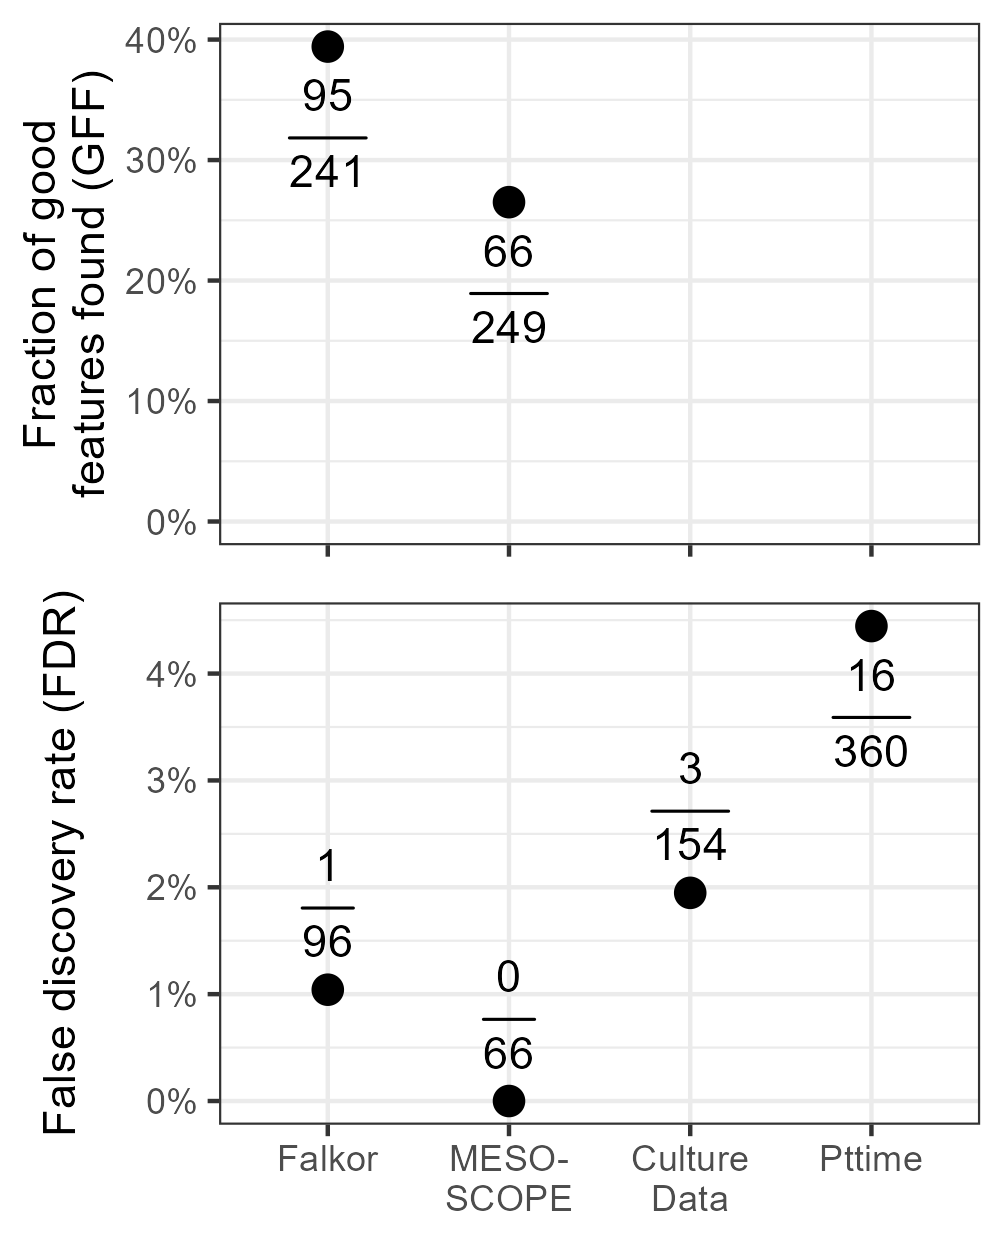 Fraction of good
features found (GFF)
40%
30%
20%
10%
0%
95
241
66
249
False discovery rate (FDR)
4%
3%
2%
1%
0%
1
96
0
66
3
154
16
360
Falkor
MESO-
SCOPE
Culture
Data
Pttime